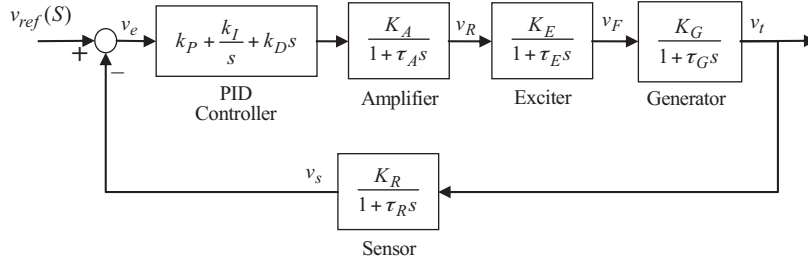 v_ref(S)
+
−
v_e
k_P + k_I/s + k_D s
PID
Controller
K_A/(1 + τ_A s)
Amplifier
v_R
K_E/(1 + τ_E s)
Exciter
v_F
K_G/(1 + τ_G s)
Generator
v_t
v_s
K_R/(1 + τ_R s)
Sensor